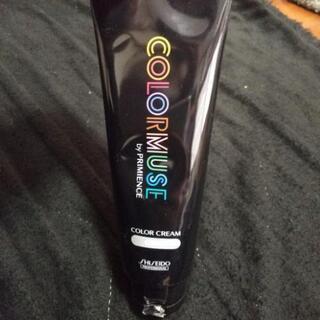 COLORMUSE
by PRIMIENCE
COLOR CREAM
SHISEIDO
PROFESSIONAL